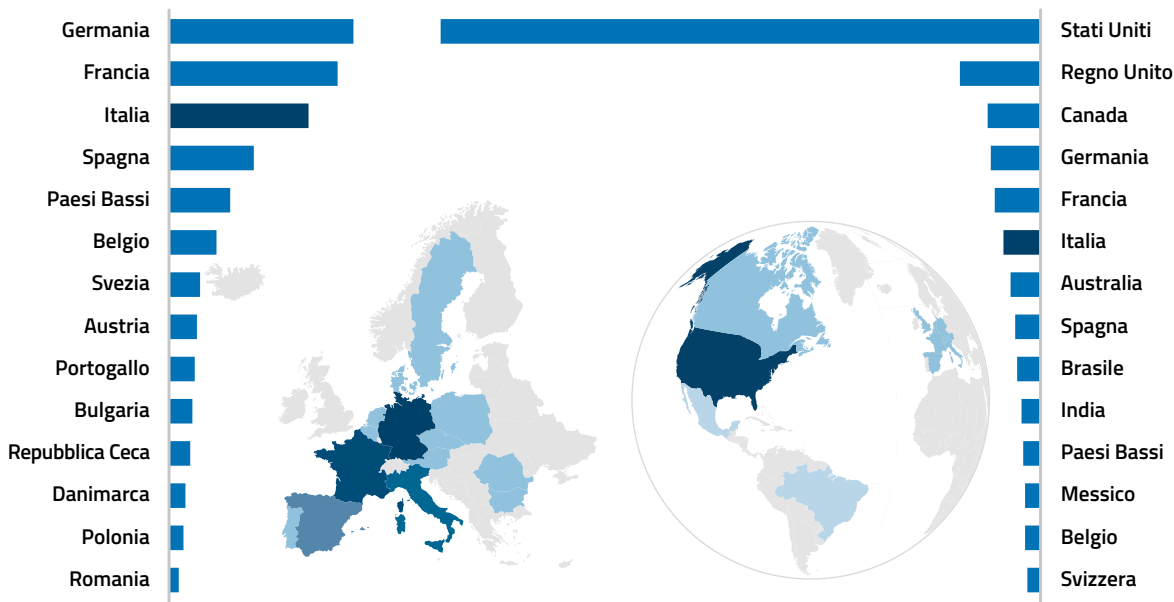 Germania
Francia
Italia
Spagna
Paesi Bassi
Belgio
Svezia
Austria
Portogallo
Bulgaria
Repubblica Ceca
Danimarca
Polonia
Romania
Stati Uniti
Regno Unito
Canada
Germania
Francia
Italia
Australia
Spagna
Brasile
India
Paesi Bassi
Messico
Belgio
Svizzera